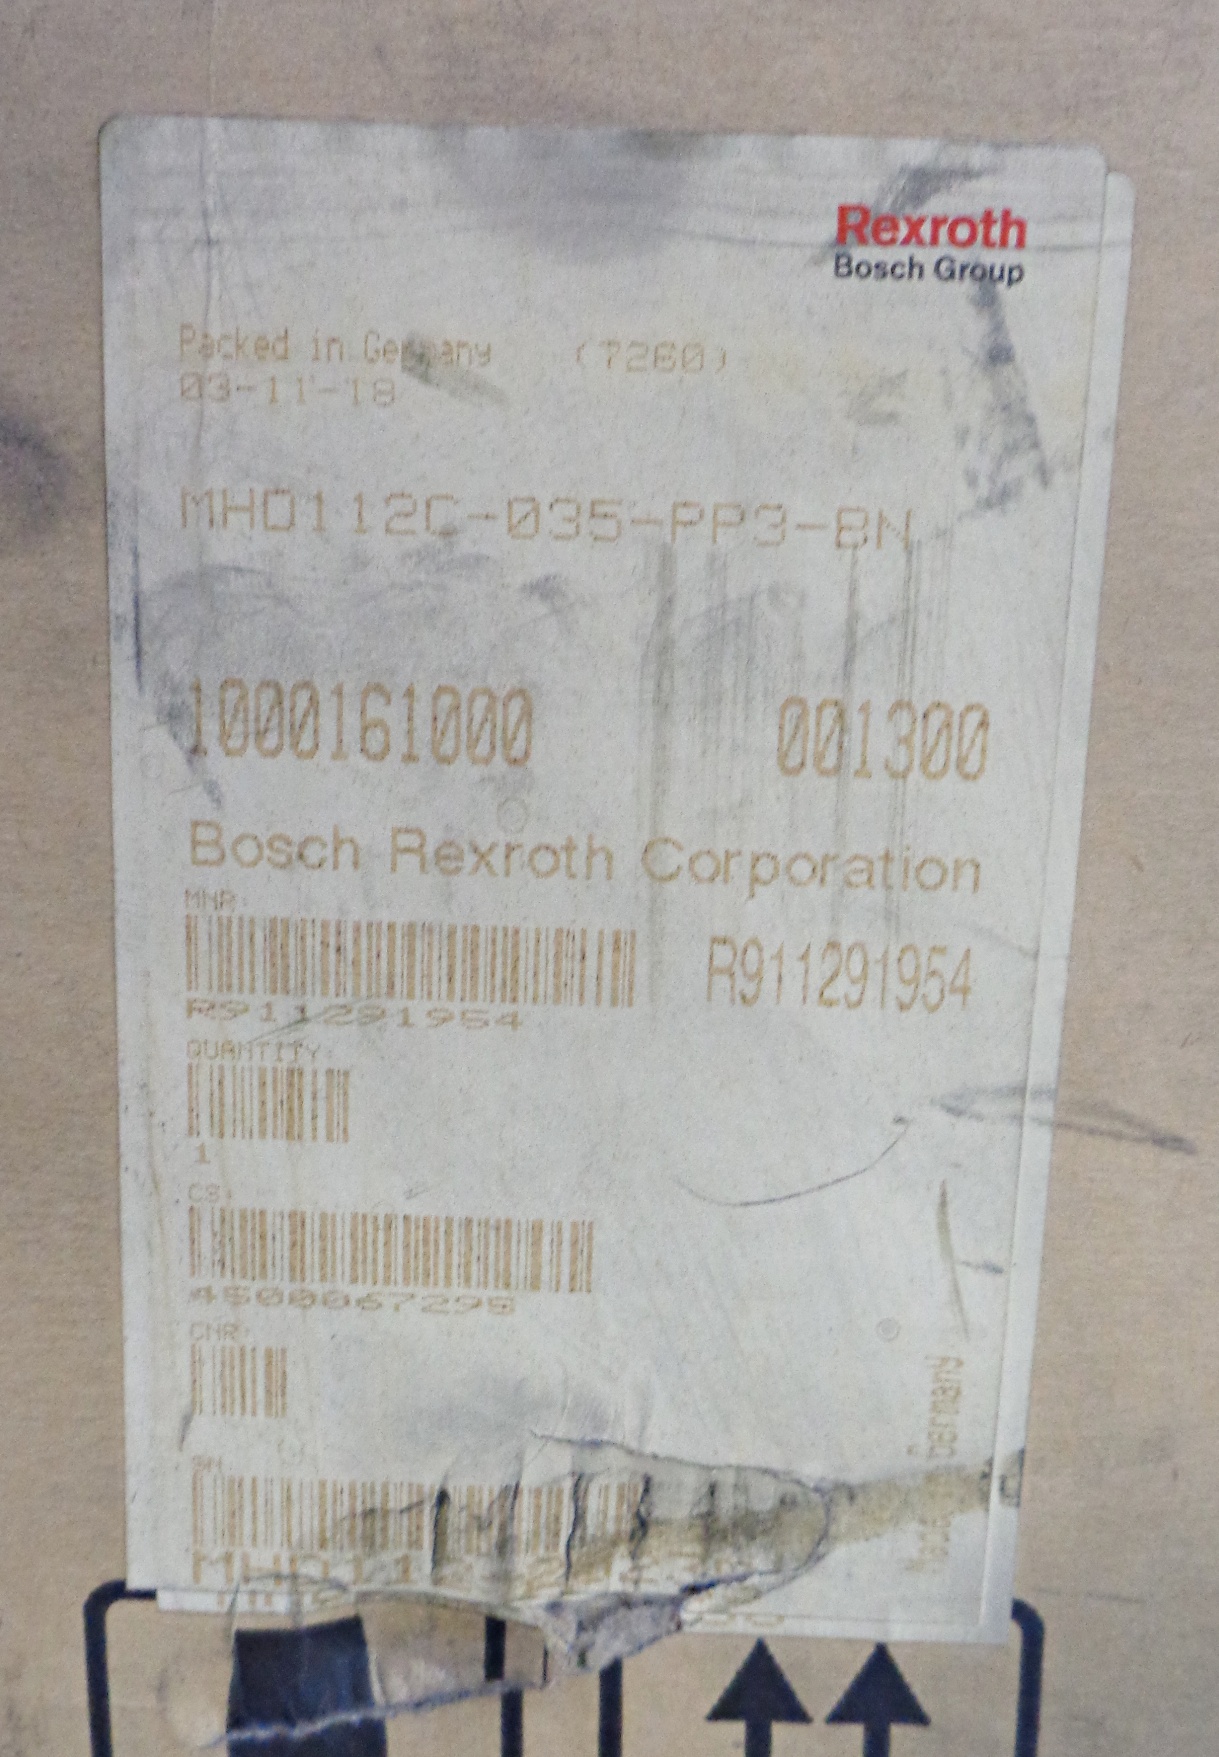 Rexroth
Bosch Group
Packed in Germany (7260)
03-11-18
MHD112C-035-PP3-BN
1000161000 001300
Bosch Rexroth Corporation
MNR:
R911291954
R911291954
QUANTITY:
1
CS:
4500067295
CNR:
SN:
Made Germany